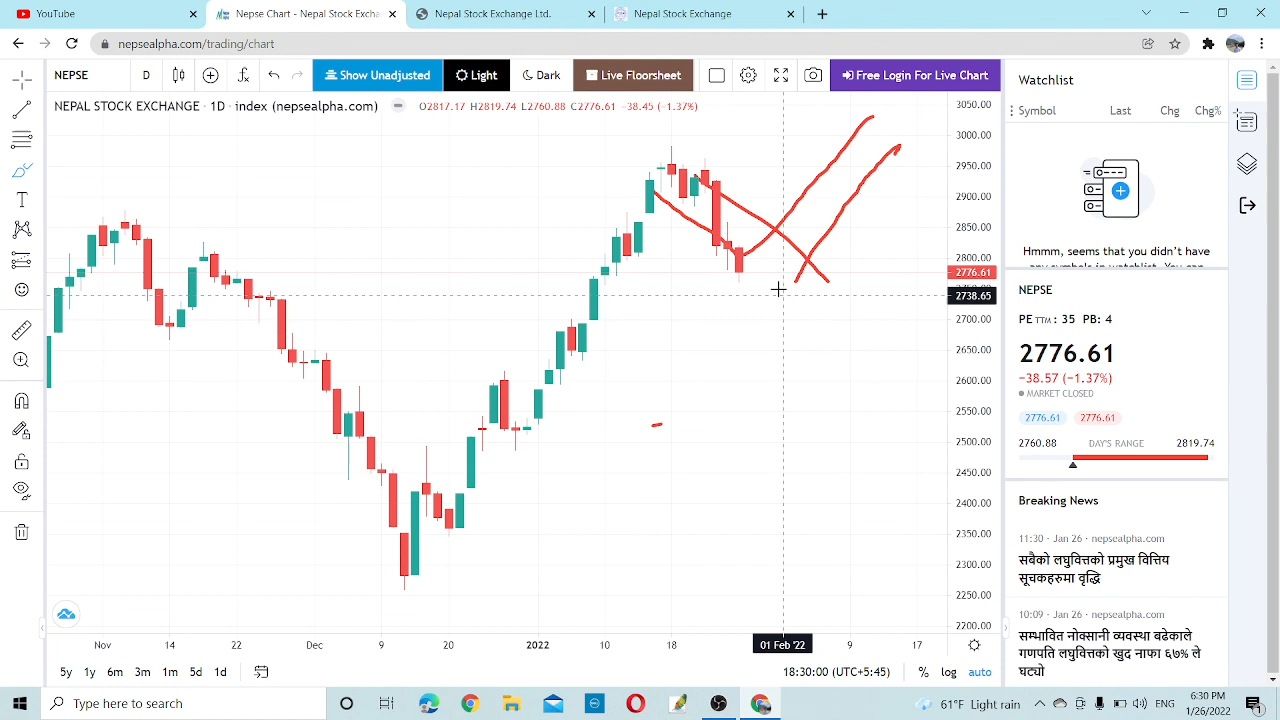 YouTube
NEPSE Alpha Chart - Nepal Stock
Nepal Stock Exchange Ltd.
Nepal Stock Exchange
nepsealpha.com/trading/chart
NEPSE
D
Show Unadjusted
Light
Dark
Live Floorsheet
Free Login For Live Chart
NEPAL STOCK EXCHANGE · 1D · index (nepsealpha.com)
O2817.17 H2819.74 L2760.88 C2776.61 −38.45 (−1.37%)
3050.00
3000.00
2950.00
2900.00
2850.00
2800.00
2776.61
2738.65
2700.00
2650.00
2600.00
2550.00
2500.00
2450.00
2400.00
2350.00
2300.00
2250.00
2200.00
Nov
14
22
Dec
9
20
2022
10
18
01 Feb '22
9
17
5y
1y
6m
3m
1m
5d
1d
18:30:00 (UTC+5:45)
%
log
auto
Watchlist
Symbol
Last
Chg
Chg%
Hmmm, seems that you didn't have
any symbols in watchlist. You can
NEPSE
PE TTM : 35 PB: 4
2776.61
−38.57 (−1.37%)
MARKET CLOSED
2776.61
2776.61
2760.88
DAY'S RANGE
2819.74
Breaking News
11:30 · Jan 26 · nepsealpha.com
सबैको लघुवित्तको प्रमुख वित्तिय
सूचकहरुमा वृद्धि
10:09 · Jan 26 · nepsealpha.com
सम्भावित नोक्सानी व्यवस्था बढेकाले
गणपति लघुवित्तको खुद नाफा ६७% ले
घट्यो
Type here to search
61°F Light rain
6:30 PM
1/26/2022